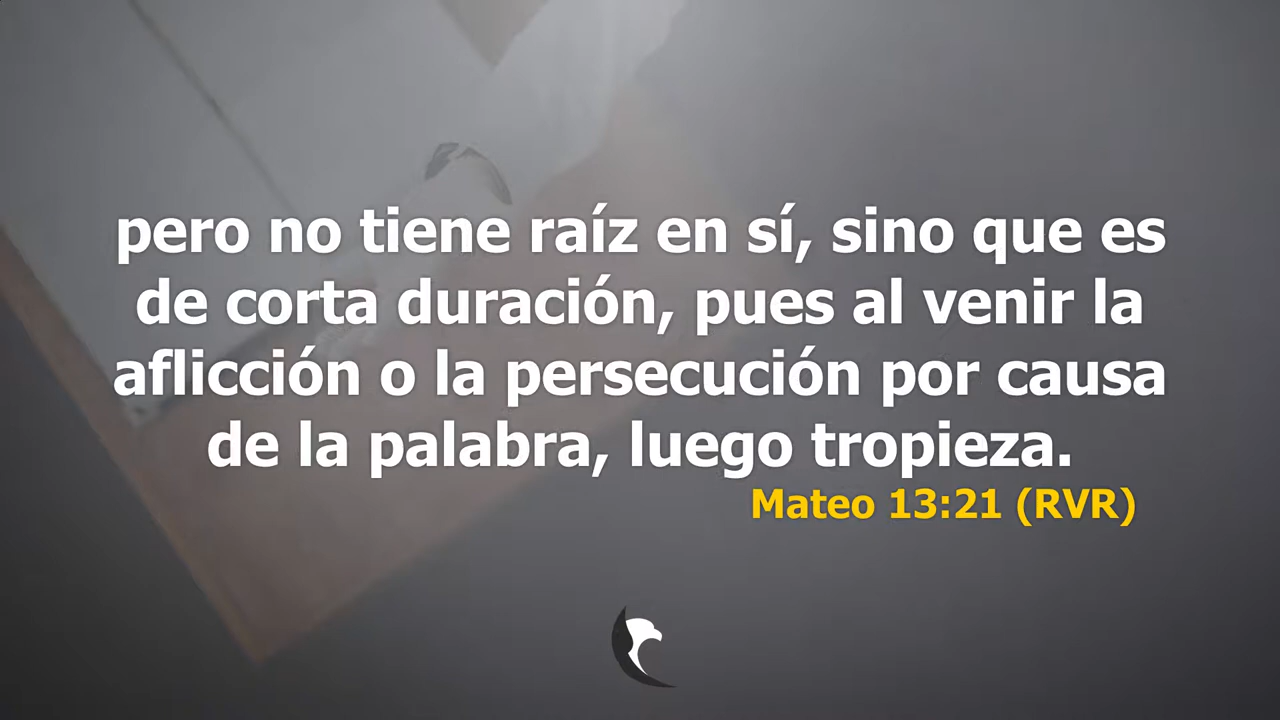 pero no tiene raíz en sí, sino que es
de corta duración, pues al venir la
aflicción o la persecución por causa
de la palabra, luego tropieza.
Mateo 13:21 (RVR)